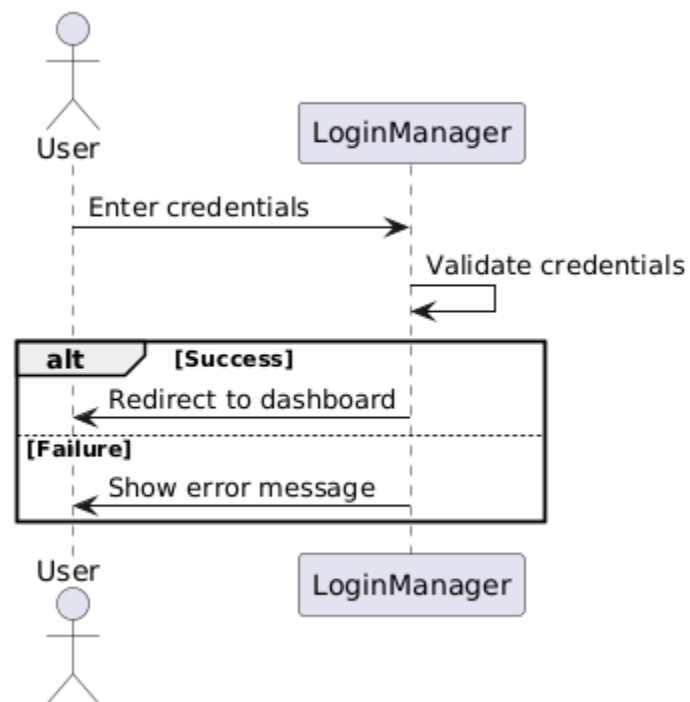 User
LoginManager
Enter credentials
Validate credentials
alt [Success]
Redirect to dashboard
[Failure]
Show error message
User
LoginManager